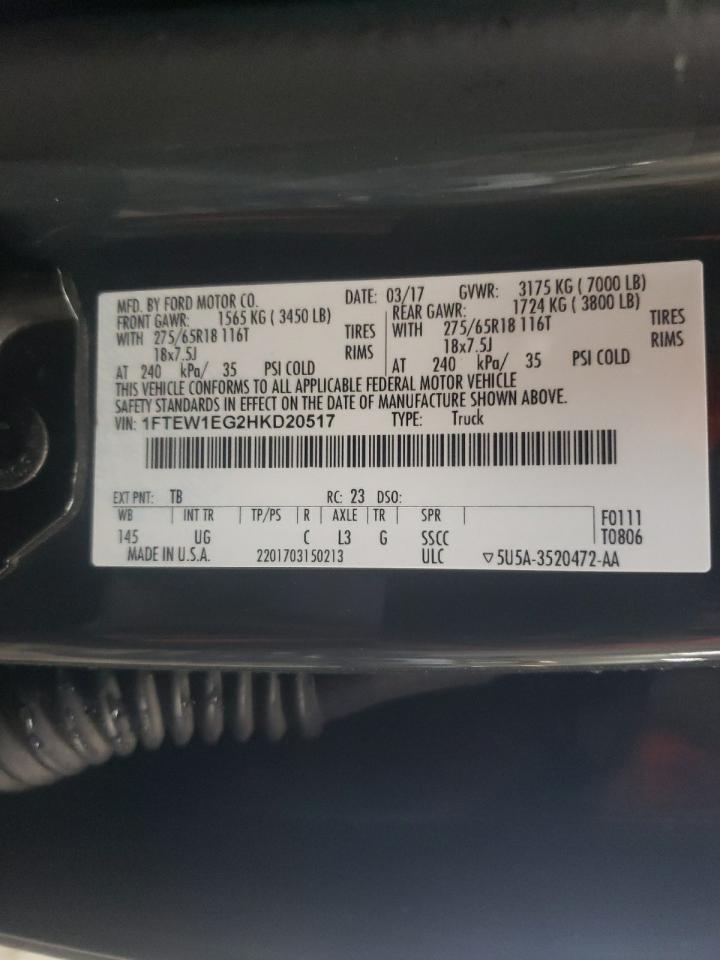 MFD. BY FORD MOTOR CO. DATE: 03/17 GVWR: 3175 KG ( 7000 LB)
FRONT GAWR: 1565 KG ( 3450 LB) REAR GAWR: 1724 KG ( 3800 LB)
WITH 275/65R18 116T TIRES WITH 275/65R18 116T TIRES
18x7.5J RIMS 18x7.5J RIMS
AT 240 kPa/ 35 PSI COLD AT 240 kPa/ 35 PSI COLD
THIS VEHICLE CONFORMS TO ALL APPLICABLE FEDERAL MOTOR VEHICLE
SAFETY STANDARDS IN EFFECT ON THE DATE OF MANUFACTURE SHOWN ABOVE.
VIN: 1FTEW1EG2HKD20517 TYPE: Truck
EXT PNT: TB RC: 23 DSO:
WB INT TR TP/PS R AXLE TR SPR F0111
145 UG C L3 G SSCC T0806
MADE IN U.S.A. 2201703150213 ULC ▽5U5A-3520472-AA